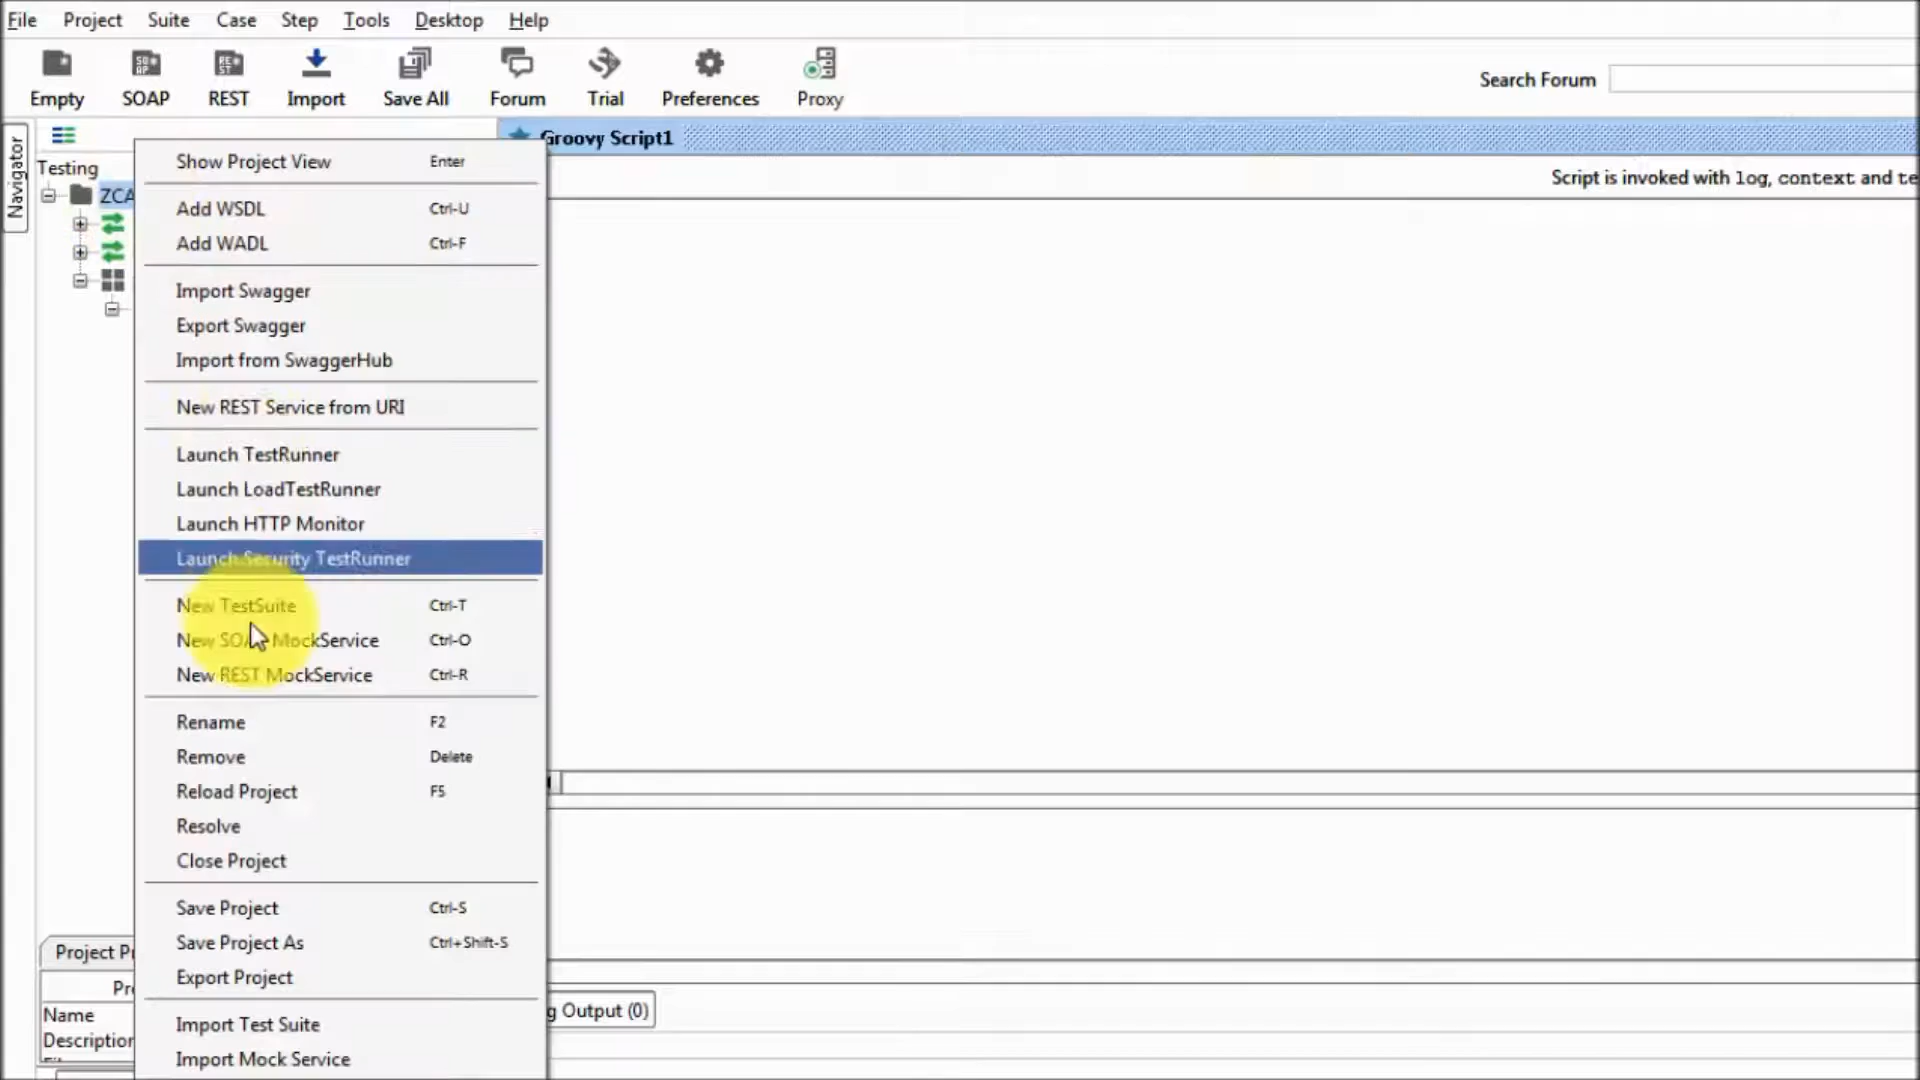 File Project Suite Case Step Tools Desktop Help
Empty SOAP REST Import Save All Forum Trial Preferences Proxy
Search Forum
Navigator
Testing
ZCA
Groovy Script1
Script is invoked with log, context and te
Show Project View Enter
Add WSDL Ctrl-U
Add WADL Ctrl-F
Import Swagger
Export Swagger
Import from SwaggerHub
New REST Service from URI
Launch TestRunner
Launch LoadTestRunner
Launch HTTP Monitor
Launch Security TestRunner
New TestSuite Ctrl-T
New SOAP MockService Ctrl-O
New REST MockService Ctrl-R
Rename F2
Remove Delete
Reload Project F5
Resolve
Close Project
Save Project Ctrl-S
Save Project As Ctrl+Shift-S
Export Project
Import Test Suite
Import Mock Service
Project Pr
Pr
Name
Description
g Output (0)